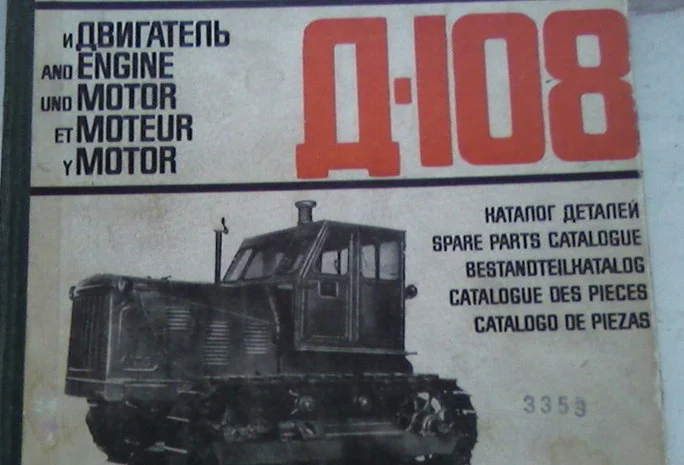 и ДВИГАТЕЛЬ
AND ENGINE
UND MOTOR
ET MOTEUR
Y MOTOR
Д-108
КАТАЛОГ ДЕТАЛЕЙ
SPARE PARTS CATALOGUE
BESTANDTEILKATALOG
CATALOGUE DES PIECES
CATALOGO DE PIEZAS
3353